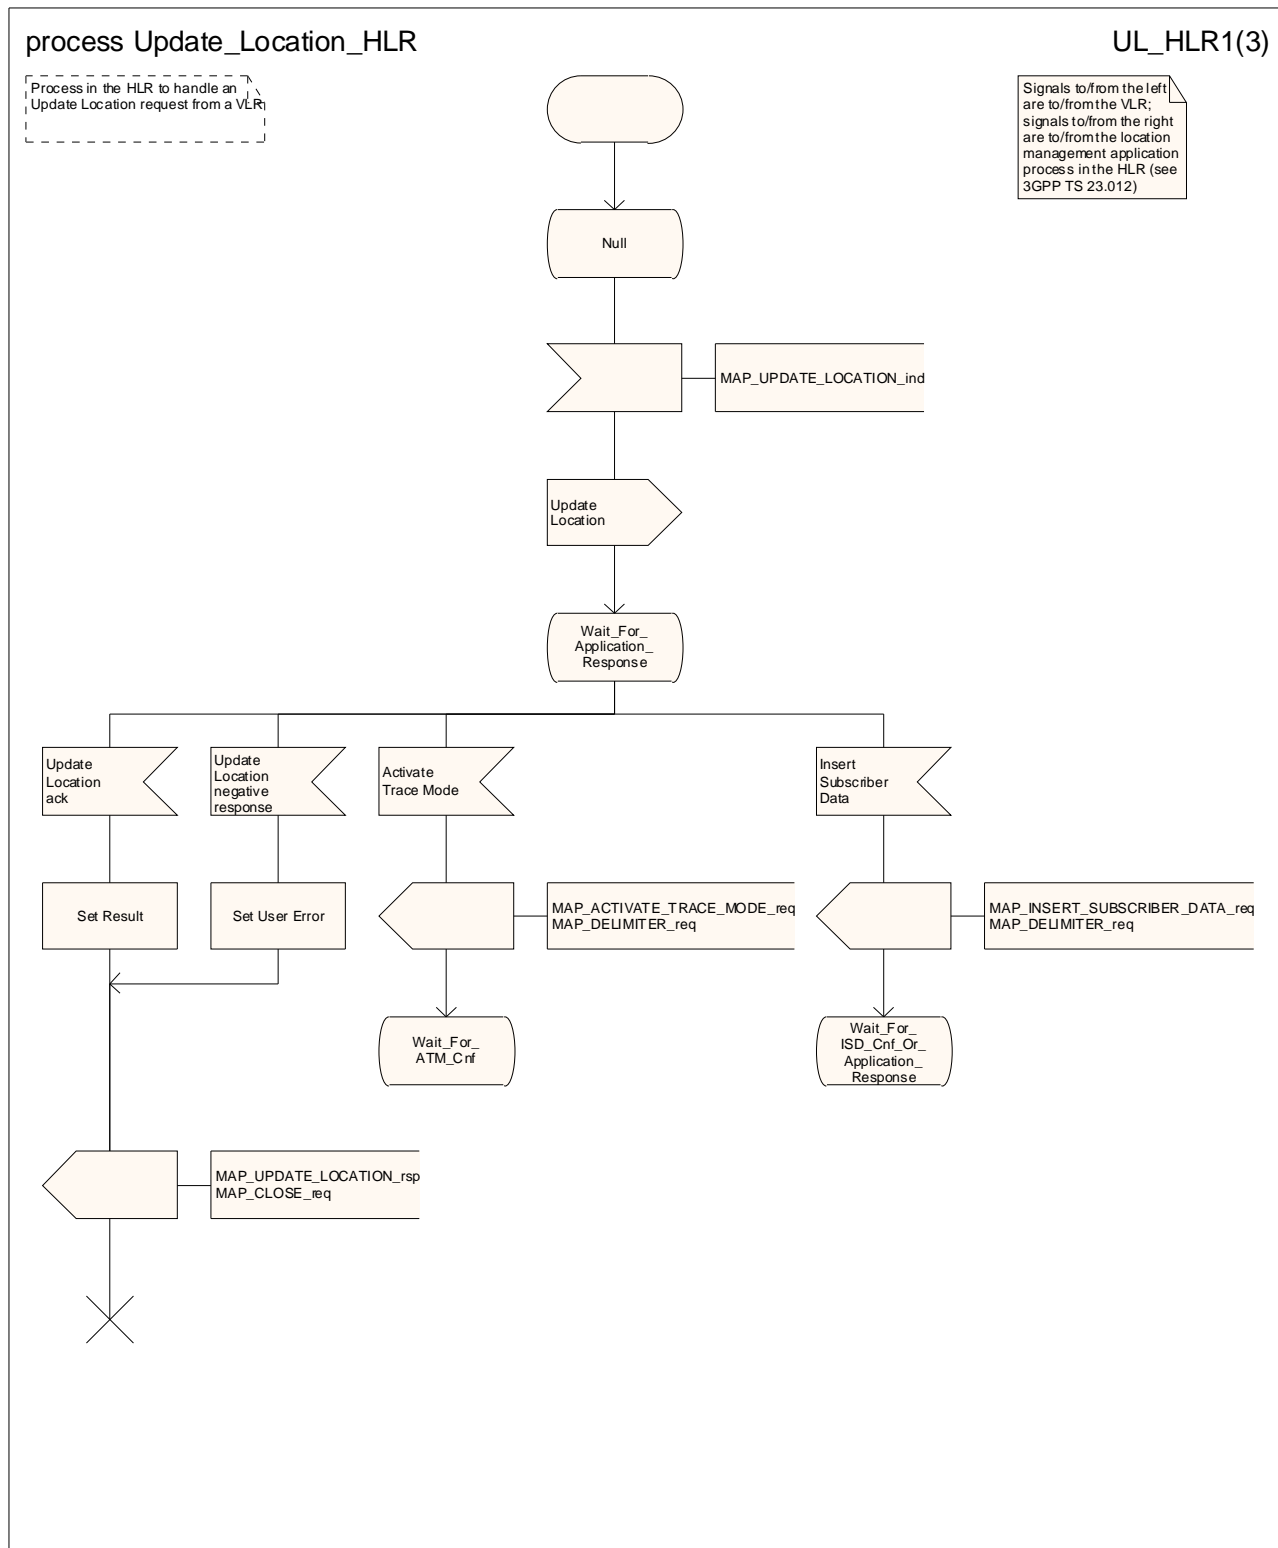 process Update_Location_HLR
UL_HLR1(3)
Process in the HLR to handle an
Update Location request from a VLR
Signals to/from the left
are to/from the VLR;
signals to/from the right
are to/from the location
management application
process in the HLR (see
3GPP TS 23.012)
Null
MAP_UPDATE_LOCATION_ind
Update
Location
Wait_For_
Application_
Response
Update
Location
ack
Update
Location
negative
response
Activate
Trace Mode
Insert
Subscriber
Data
Set Result
Set User Error
MAP_ACTIVATE_TRACE_MODE_req
MAP_DELIMITER_req
MAP_INSERT_SUBSCRIBER_DATA_req
MAP_DELIMITER_req
Wait_For_
ATM_Cnf
Wait_For_
ISD_Cnf_Or_
Application_
Response
MAP_UPDATE_LOCATION_rsp
MAP_CLOSE_req